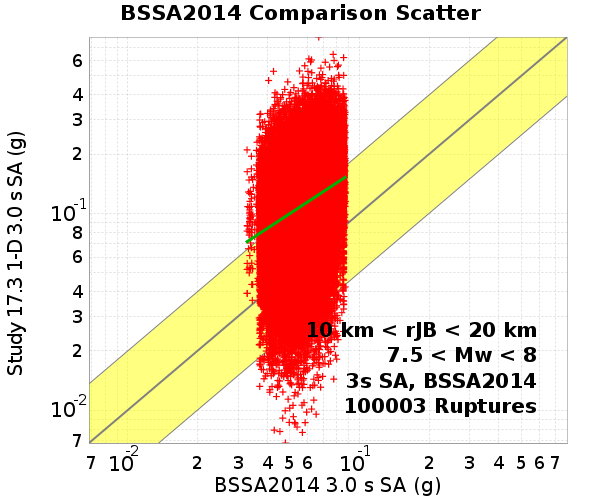 BSSA2014 Comparison Scatter
Study 17.3 1-D 3.0 s SA (g)
6
4
3
2
10-1
8
6
4
3
2
10-2
7
10 km < rJB < 20 km
7.5 < Mw < 8
3s SA, BSSA2014
100003 Ruptures
7 10-2 2 3 4 5 6 10-1 2 3 4 5 6 7
BSSA2014 3.0 s SA (g)